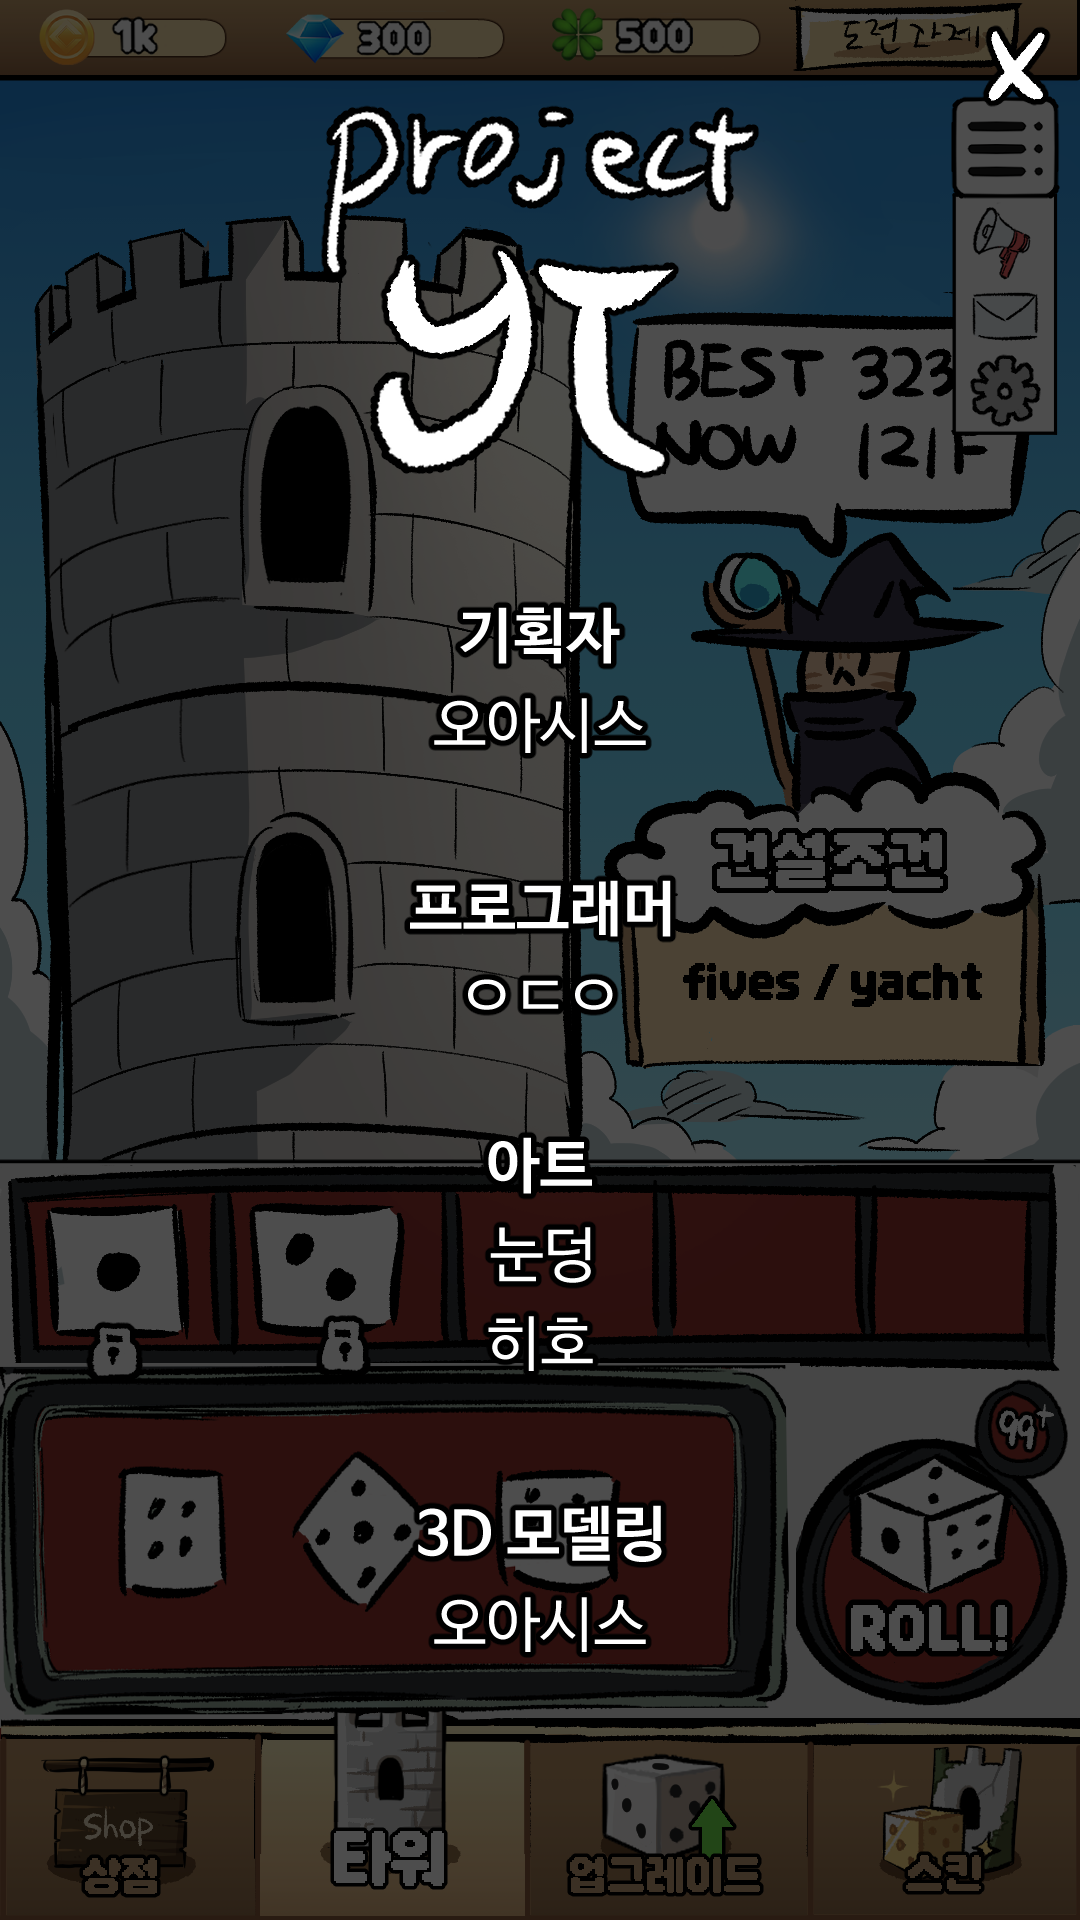 1k
300
500
도전과제
X
project
yT
BEST 323
NOW 121F
기획자
오아시스
건설조건
프로그래머
fives / yacht
ㅇㄷㅇ
아트
눈덩
히호
99+
3D 모델링
ROLL!
오아시스
Shop
상점
타워
업그레이드
스킨